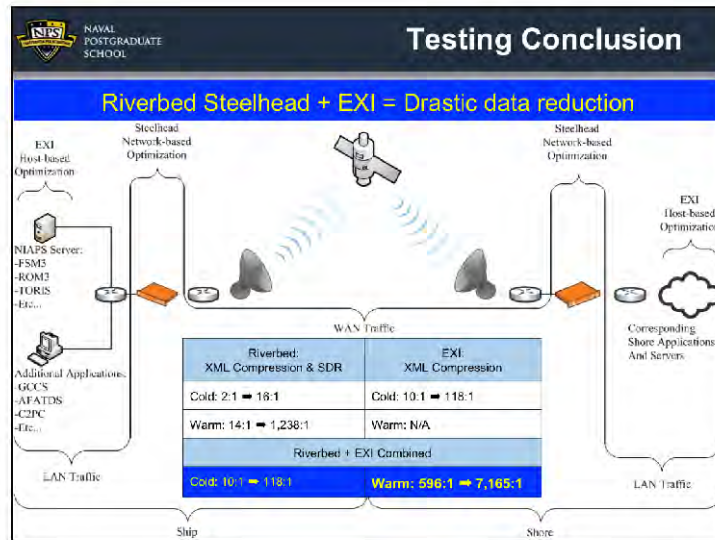 NPS
NAVAL
POSTGRADUATE
SCHOOL
Testing Conclusion
Riverbed Steelhead + EXI = Drastic data reduction
EXI
Host-based
Optimization
Steelhead
Network-based
Optimization
Steelhead
Network-based
Optimization
EXI
Host-based
Optimization
NIAPS Server:
-FSM3
-ROM3
-TORIS
-Etc...
Additional Applications:
-GCCS
-AFATDS
-C2PC
-Etc...
WAN Traffic
Corresponding
Shore Applications
And Servers
Riverbed:
XML Compression & SDR
EXI:
XML Compression
Cold: 2:1 ➡ 16:1
Cold: 10:1 ➡ 118:1
Warm: 14:1 ➡ 1,238:1
Warm: N/A
Riverbed + EXI Combined
Cold: 10:1 ➡ 118:1
Warm: 596:1 ➡ 7,165:1
LAN Traffic
LAN Traffic
Ship
Shore